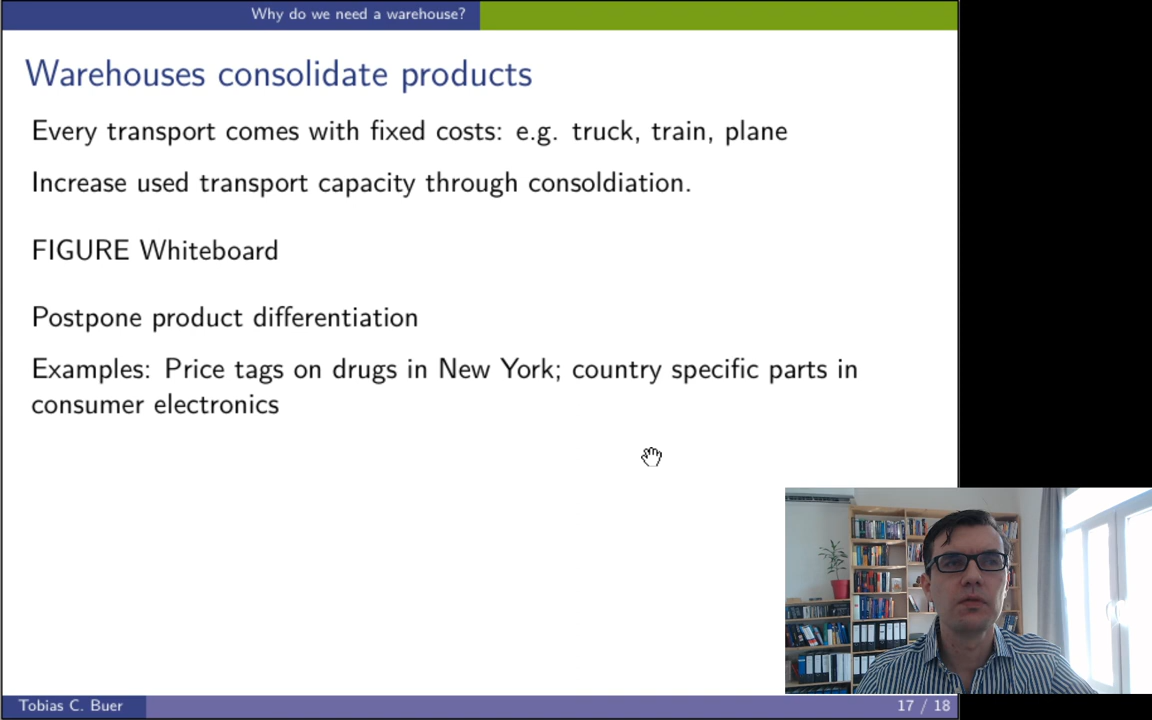 Why do we need a warehouse?
Warehouses consolidate products
Every transport comes with fixed costs: e.g. truck, train, plane
Increase used transport capacity through consoldiation.
FIGURE Whiteboard
Postpone product differentiation
Examples: Price tags on drugs in New York; country specific parts in
consumer electronics
Tobias C. Buer
17 / 18